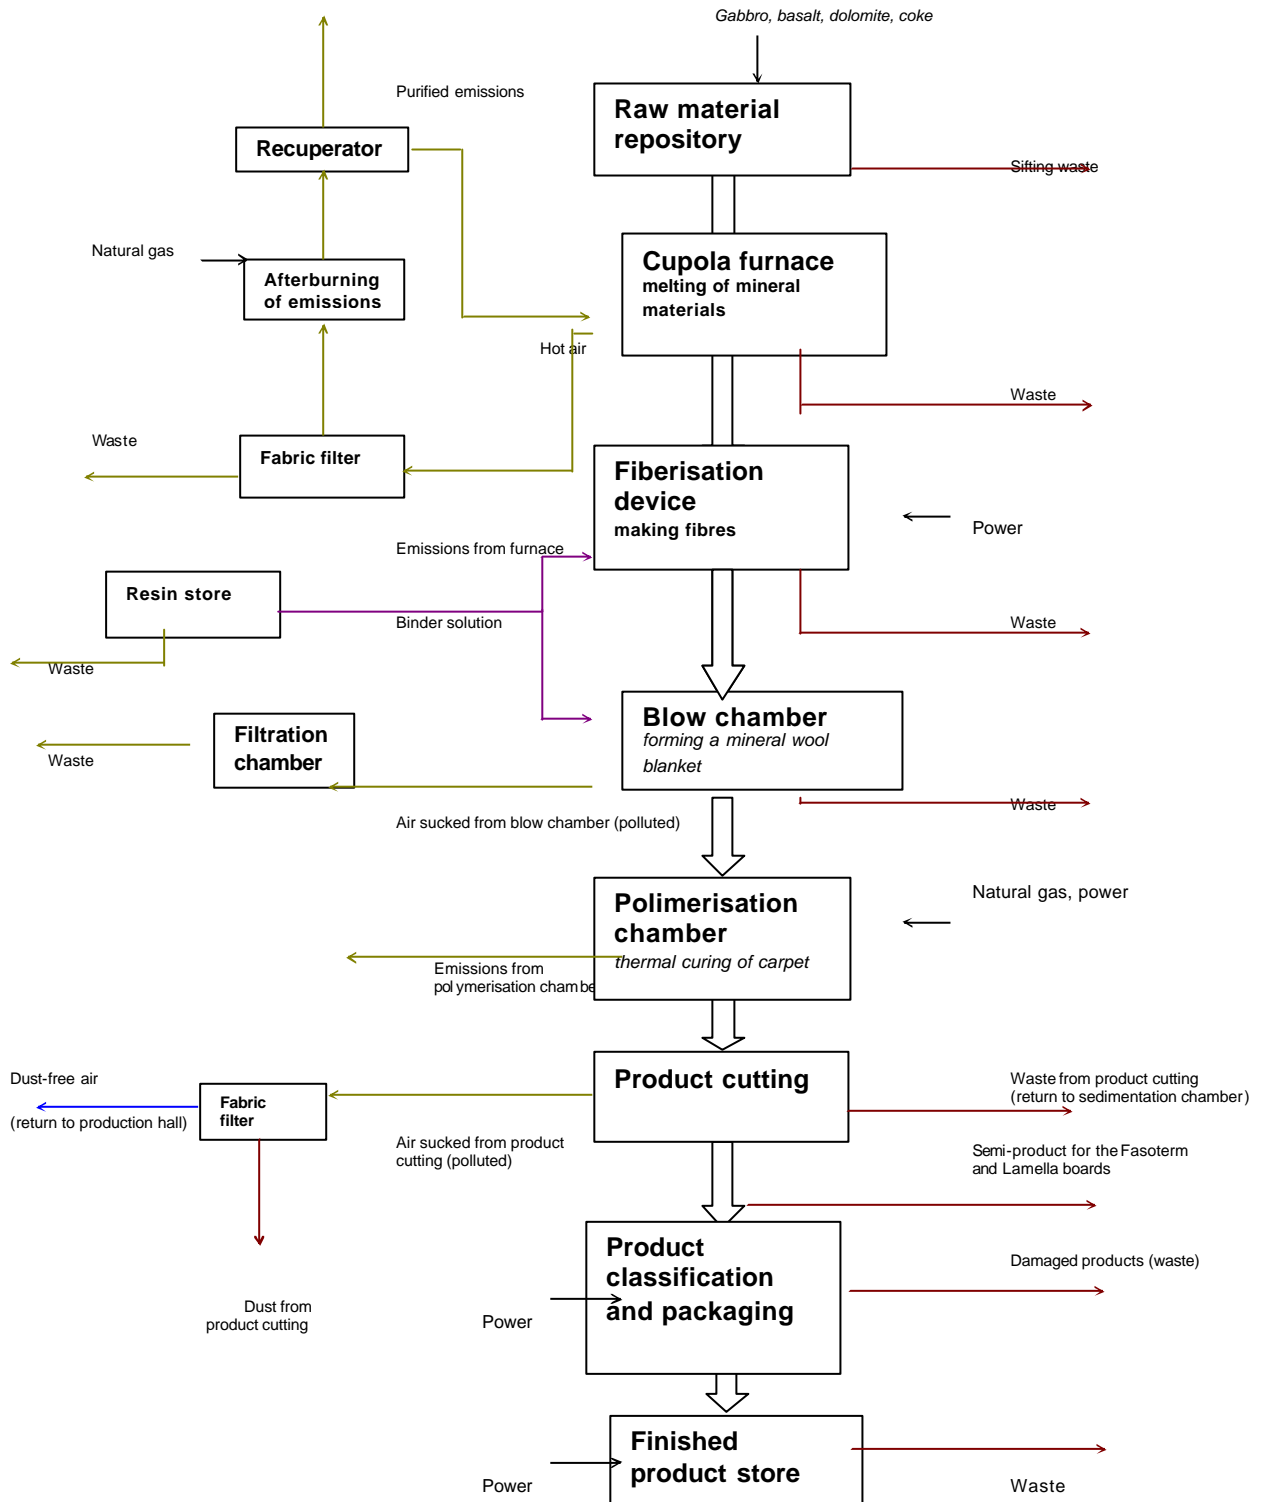 Gabbro, basalt, dolomite, coke
Purified emissions
Raw material
repository
Recuperator
Sifting waste
Natural gas
Cupola furnace
melting of mineral
materials
Afterburning
of emissions
Hot air
Waste
Waste
Fabric filter
Fiberisation
device
making fibres
Power
Emissions from furnace
Resin store
Binder solution
Waste
Waste
Blow chamber
forming a mineral wool
blanket
Filtration
chamber
Waste
Waste
Air sucked from blow chamber (polluted)
Polimerisation
chamber
thermal curing of carpet
Natural gas, power
Emissions from
polymerisation chambe
Product cutting
Dust-free air
(return to production hall)
Fabric
filter
Waste from product cutting
(return to sedimentation chamber)
Air sucked from product
cutting (polluted)
Semi-product for the Fasoterm
and Lamella boards
Product
classification
and packaging
Damaged products (waste)
Dust from
product cutting
Power
Finished
product store
Power
Waste